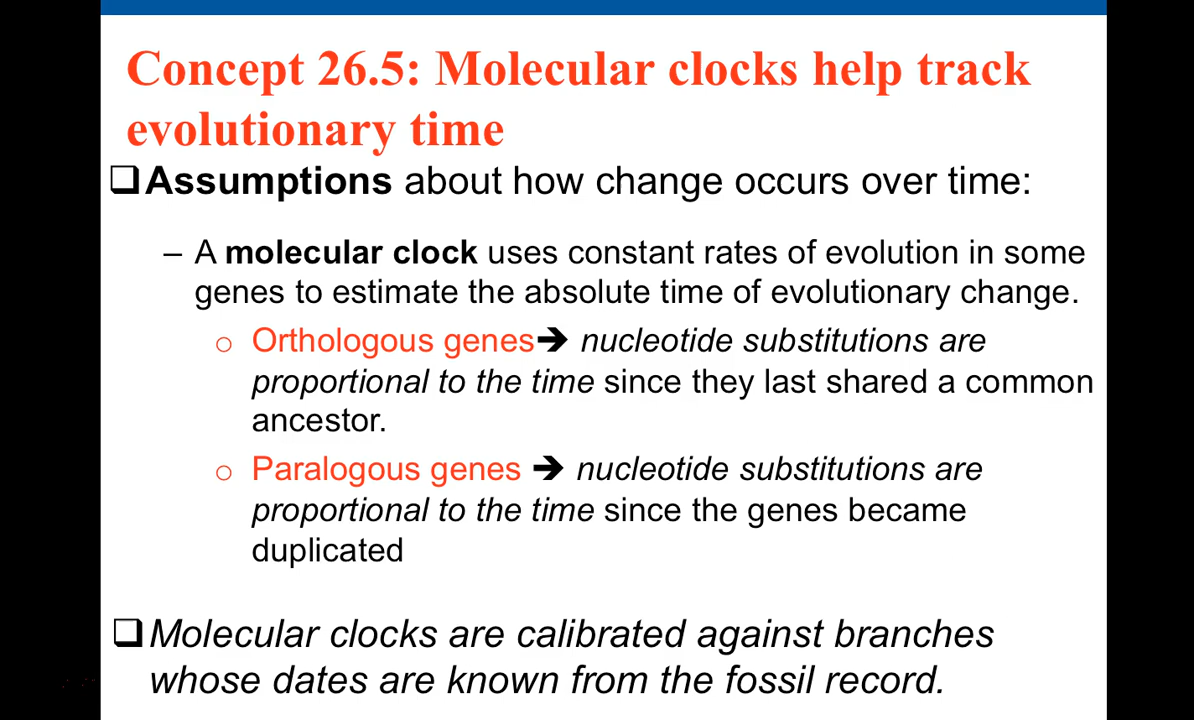 Concept 26.5: Molecular clocks help track
evolutionary time
❑Assumptions about how change occurs over time:
– A molecular clock uses constant rates of evolution in some
genes to estimate the absolute time of evolutionary change.
o Orthologous genes➔ nucleotide substitutions are
proportional to the time since they last shared a common
ancestor.
o Paralogous genes ➔ nucleotide substitutions are
proportional to the time since the genes became
duplicated
❑Molecular clocks are calibrated against branches
whose dates are known from the fossil record.